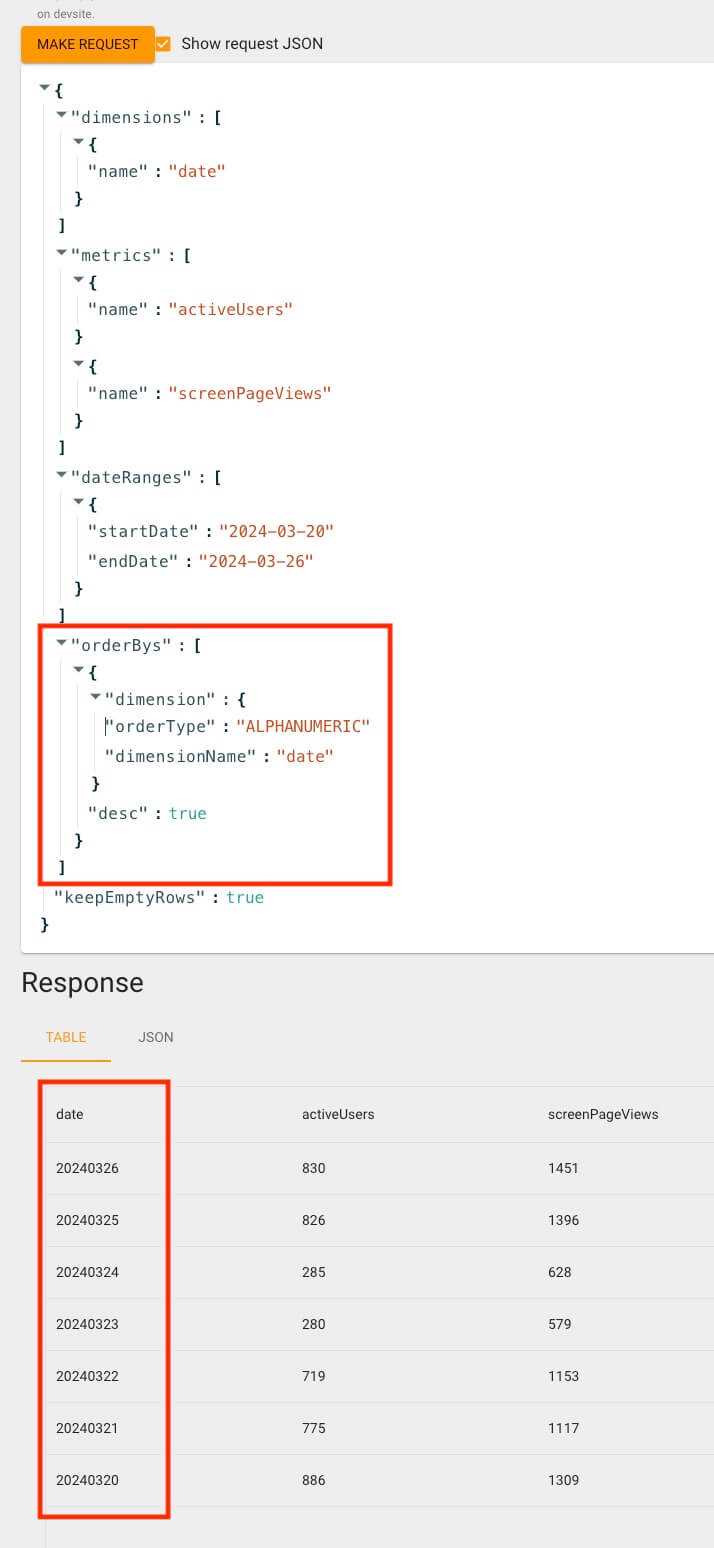 on devsite.
MAKE REQUEST Show request JSON
{
"dimensions" : [
{
"name" : "date"
}
]
"metrics" : [
{
"name" : "activeUsers"
}
{
"name" : "screenPageViews"
}
]
"dateRanges" : [
{
"startDate" : "2024-03-20"
"endDate" : "2024-03-26"
}
]
"orderBys" : [
{
"dimension" : {
"orderType" : "ALPHANUMERIC"
"dimensionName" : "date"
}
"desc" : true
}
]
"keepEmptyRows" : true
}
Response
TABLE JSON
date activeUsers screenPageViews
20240326 830 1451
20240325 826 1396
20240324 285 628
20240323 280 579
20240322 719 1153
20240321 775 1117
20240320 886 1309